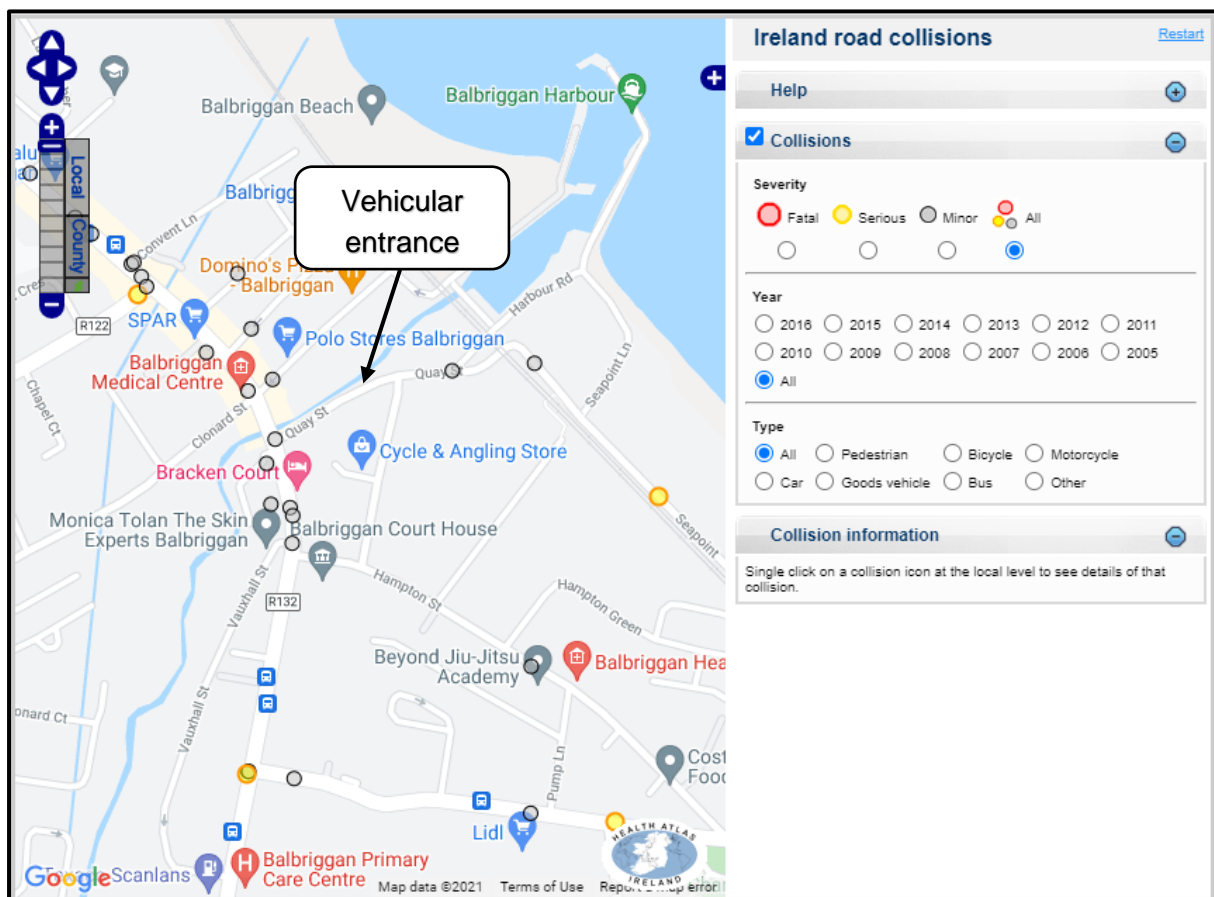 Balbriggan Beach
Balbriggan Harbour
Local
County
Convent Ln
Vehicular
entrance
Domino's
- Balbriggan
Harbour Rd
R122
SPAR
Polo Stores Balbriggan
Balbriggan
Medical Centre
Quay St
Seapoint Ln
Chapel Ct
Clonard St
Quay St
Cycle & Angling Store
Bracken Court
Monica Tolan The Skin
Experts Balbriggan
Balbriggan Court House
Seapoint
Vauxhall St
Hampton St
Hampton
Green
R132
Beyond Jiu-Jitsu
Academy
Balbriggan Hea
onard Ct
Vauxhall St
Pump Ln
Cost
Food
Lidl
HEALTH ATLAS
IRELAND
Balbriggan Primary
Care Centre
Google
Scanlans
Map data ©2021 Terms of Use
error
Ireland road collisions
Restart
Help
Collisions
Severity
Fatal Serious Minor All
Year
2016 2015 2014 2013 2012 2011
2010 2009 2008 2007 2006 2005
All
Type
All Pedestrian Bicycle Motorcycle
Car Goods vehicle Bus Other
Collision information
Single click on a collision icon at the local level to see details of that
collision.